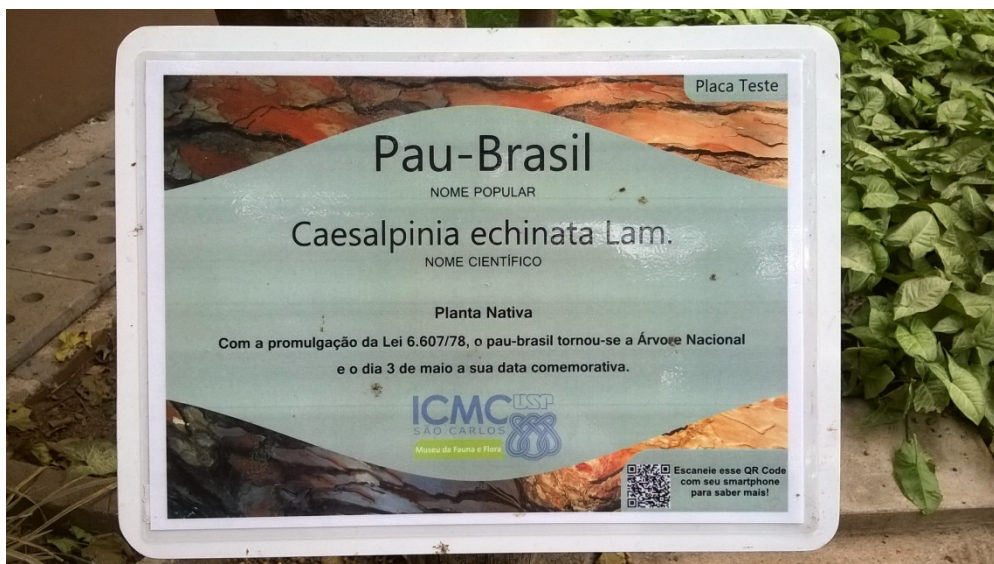 Placa Teste
Pau-Brasil
NOME POPULAR
Caesalpinia echinata Lam.
NOME CIENTÍFICO
Planta Nativa
Com a promulgação da Lei 6.607/78, o pau-brasil tornou-se a Árvore Nacional
e o dia 3 de maio a sua data comemorativa.
ICMC USP
SÃO CARLOS
Museu da Fauna e Flora
Escaneie esse QR Code
com seu smartphone
para saber mais!